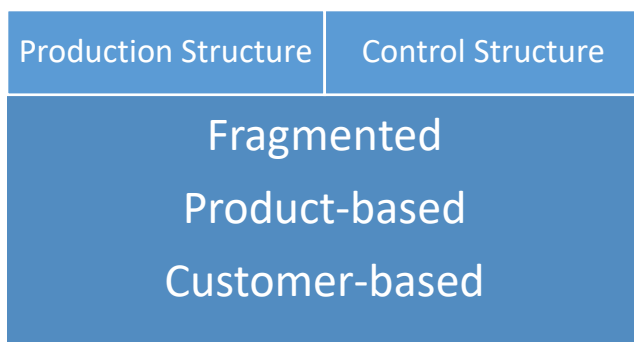 Production Structure Control Structure
Fragmented
Product-based
Customer-based